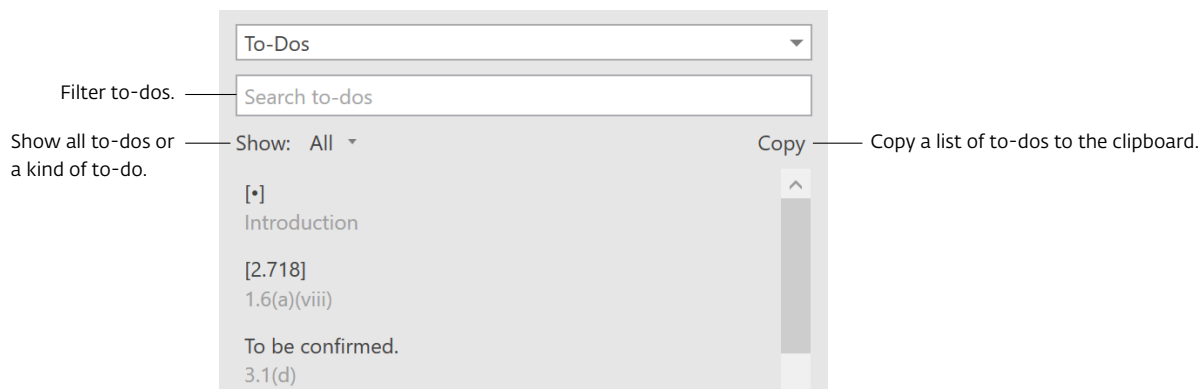 To-Dos
Filter to-dos.
Search to-dos
Show all to-dos or
a kind of to-do.
Show: All
Copy
Copy a list of to-dos to the clipboard.
[•]
Introduction
[2.718]
1.6(a)(viii)
To be confirmed.
3.1(d)